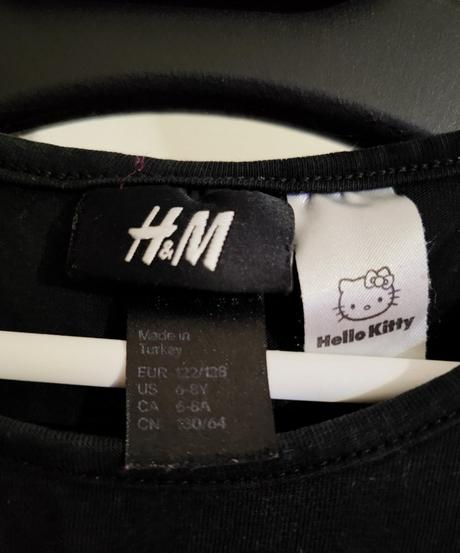 H&M
Hello Kitty
Made in
Turkey
EUR 122/128
US 6-8Y
CA 6-8A
CN 130/64